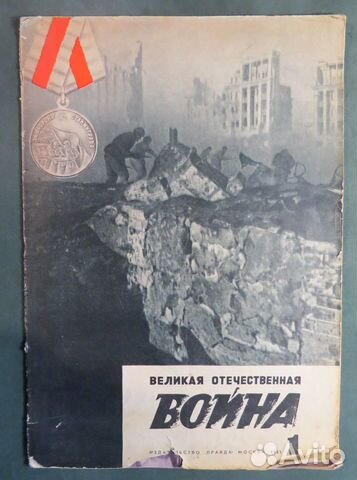 ВЕЛИКАЯ ОТЕЧЕСТВЕННАЯ
ВОЙНА
ИЗДАТЕЛЬСТВО „ПРАВДА“ МОСКВА
1
Avito